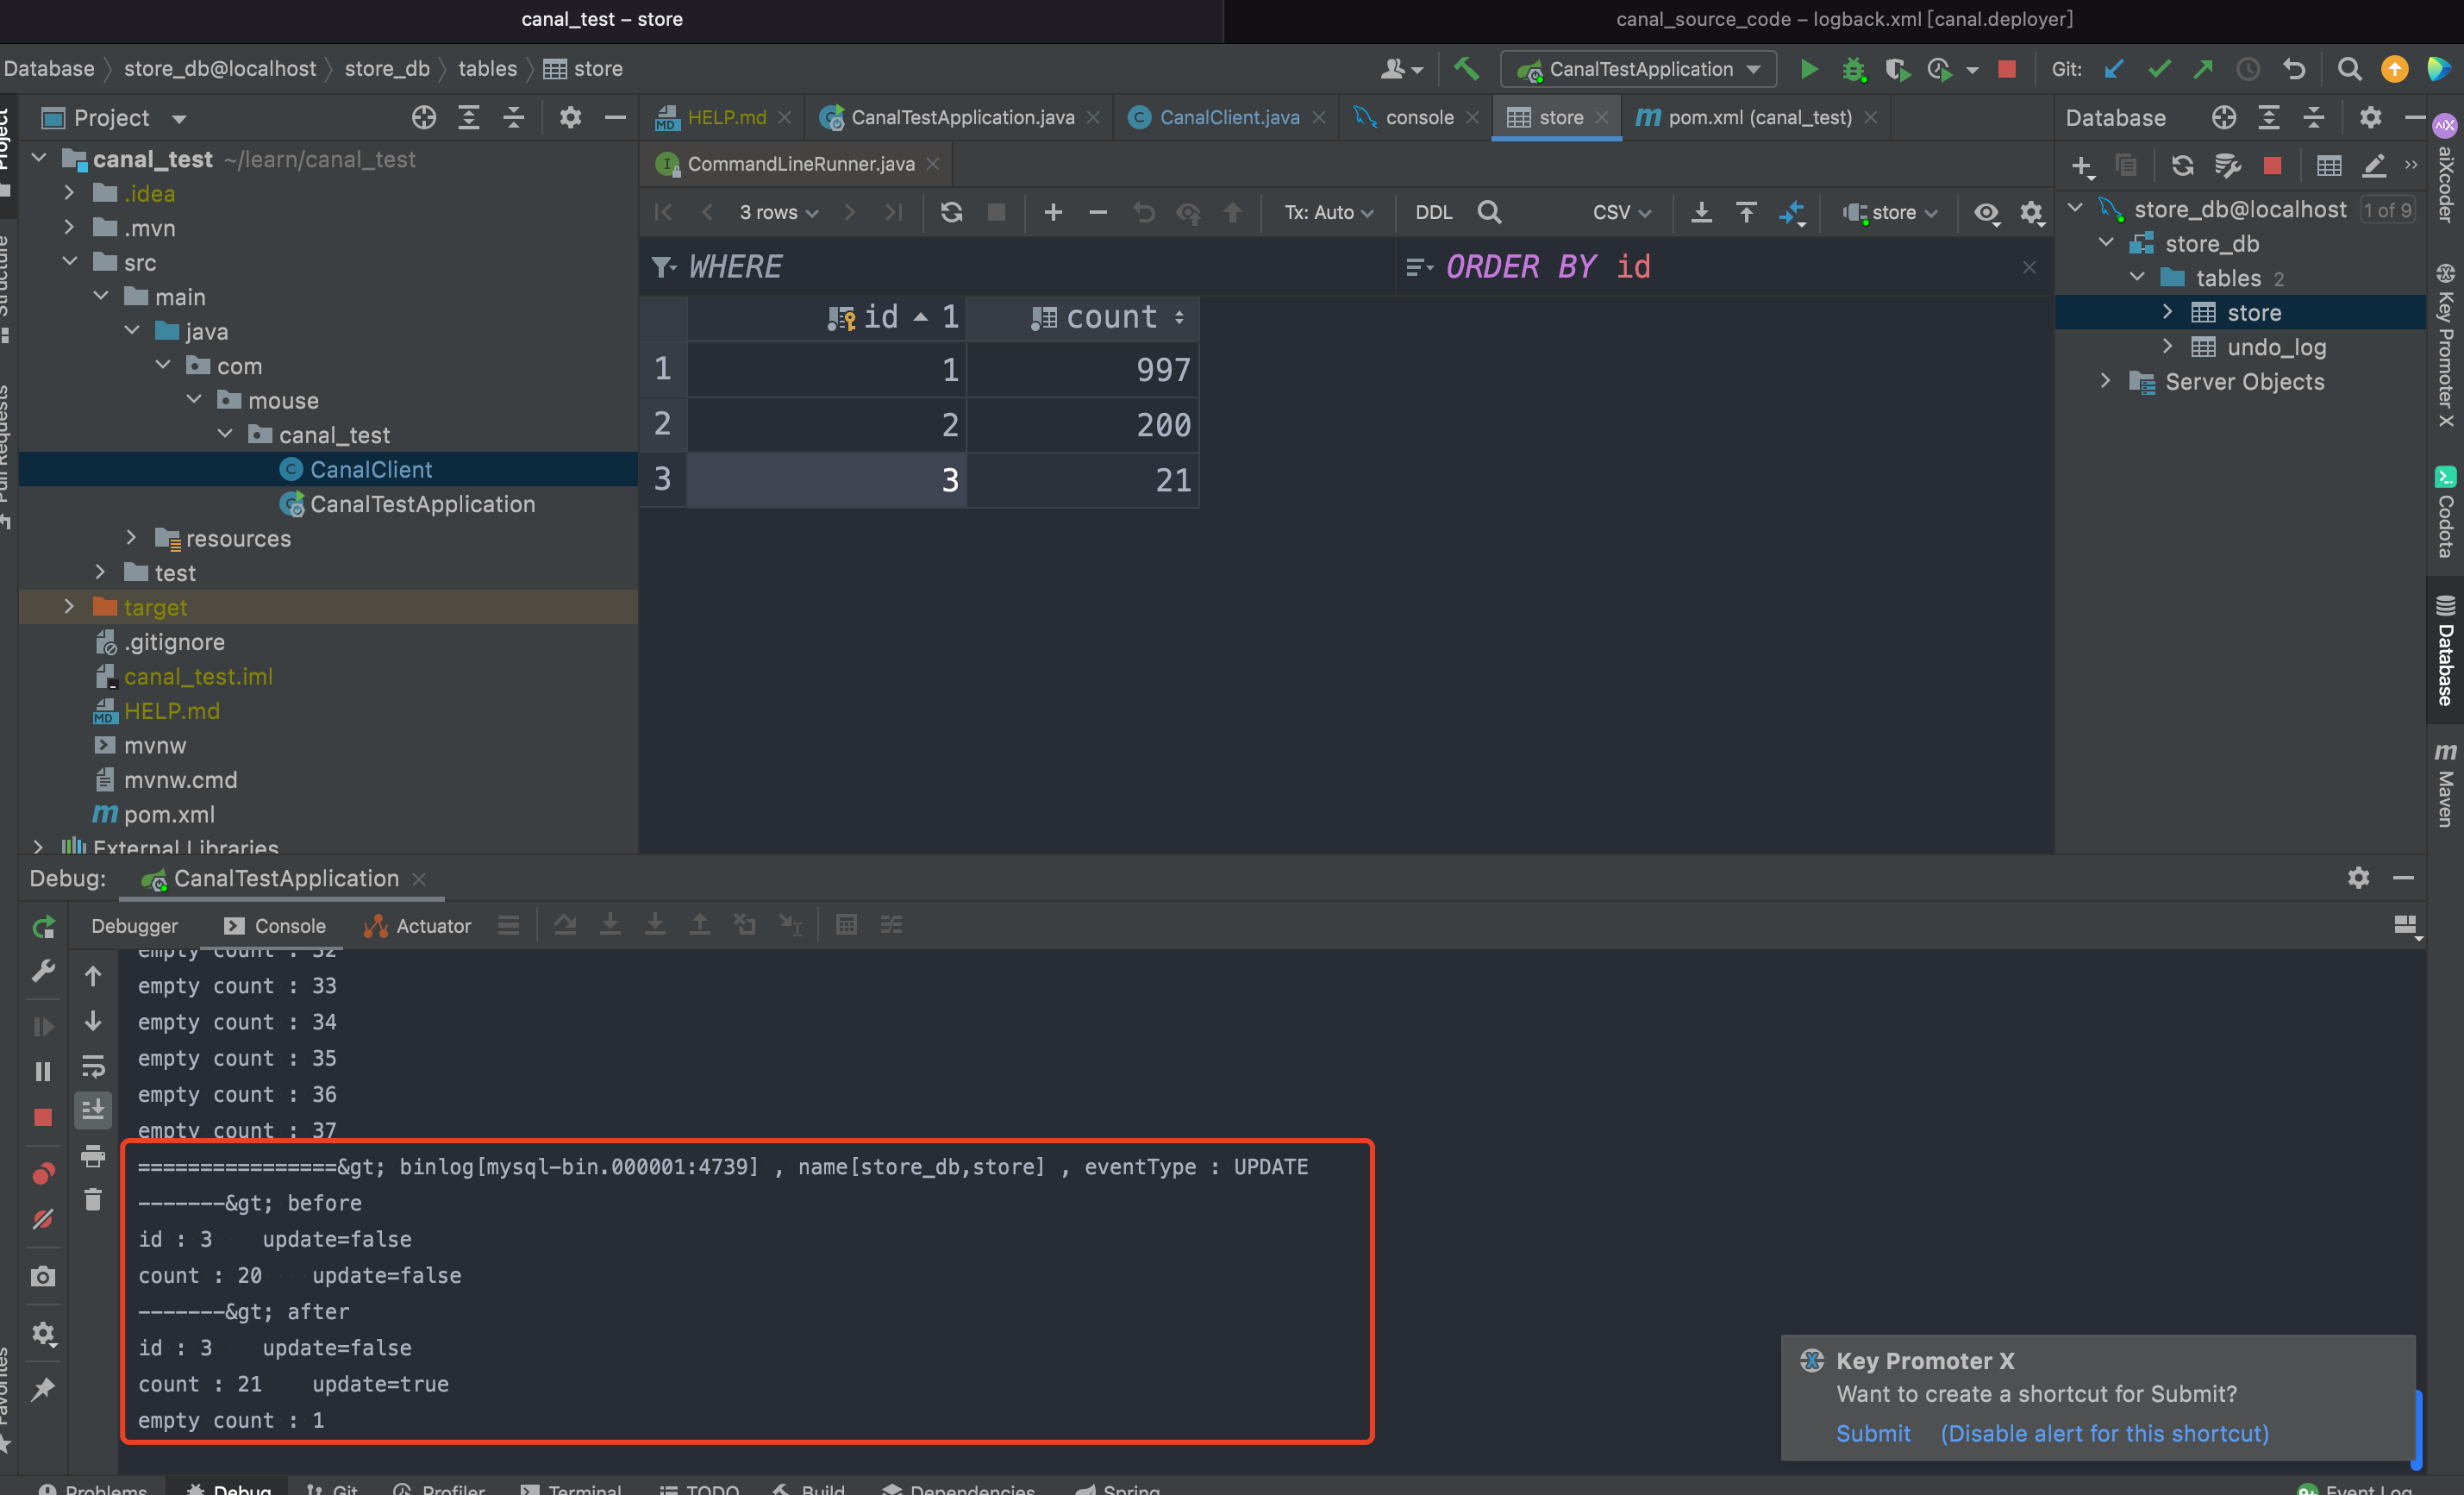 canal_test – store
canal_source_code – logback.xml [canal.deployer]
Database
store_db@localhost
store_db
tables
store
CanalTestApplication
Git:
Project
HELP.md
CanalTestApplication.java
CanalClient.java
console
store
pom.xml (canal_test)
Database
canal_test ~/learn/canal_test
CommandLineRunner.java
.idea
.mvn
src
main
java
com
mouse
canal_test
CanalClient
CanalTestApplication
resources
test
target
.gitignore
canal_test.iml
HELP.md
mvnw
mvnw.cmd
pom.xml
External Libraries
3 rows
Tx: Auto
DDL
CSV
store
WHERE
ORDER BY id
id 1 count
1 1 997
2 2 200
3 3 21
store_db@localhost 1 of 9
store_db
tables 2
store
undo_log
Server Objects
Project
Structure
Pull Requests
Favorites
aiXcoder
Key Promoter X
Codota
Database
Maven
Debug: CanalTestApplication
Debugger
Console
Actuator
empty count : 32
empty count : 33
empty count : 34
empty count : 35
empty count : 36
empty count : 37
================&gt; binlog[mysql-bin.000001:4739] , name[store_db,store] , eventType : UPDATE
-------&gt; before
id : 3    update=false
count : 20    update=false
-------&gt; after
id : 3    update=false
count : 21    update=true
empty count : 1
Key Promoter X
Want to create a shortcut for Submit?
Submit (Disable alert for this shortcut)
Problems
Debug
Git
Profiler
Terminal
TODO
Build
Dependencies
Spring
Event Log